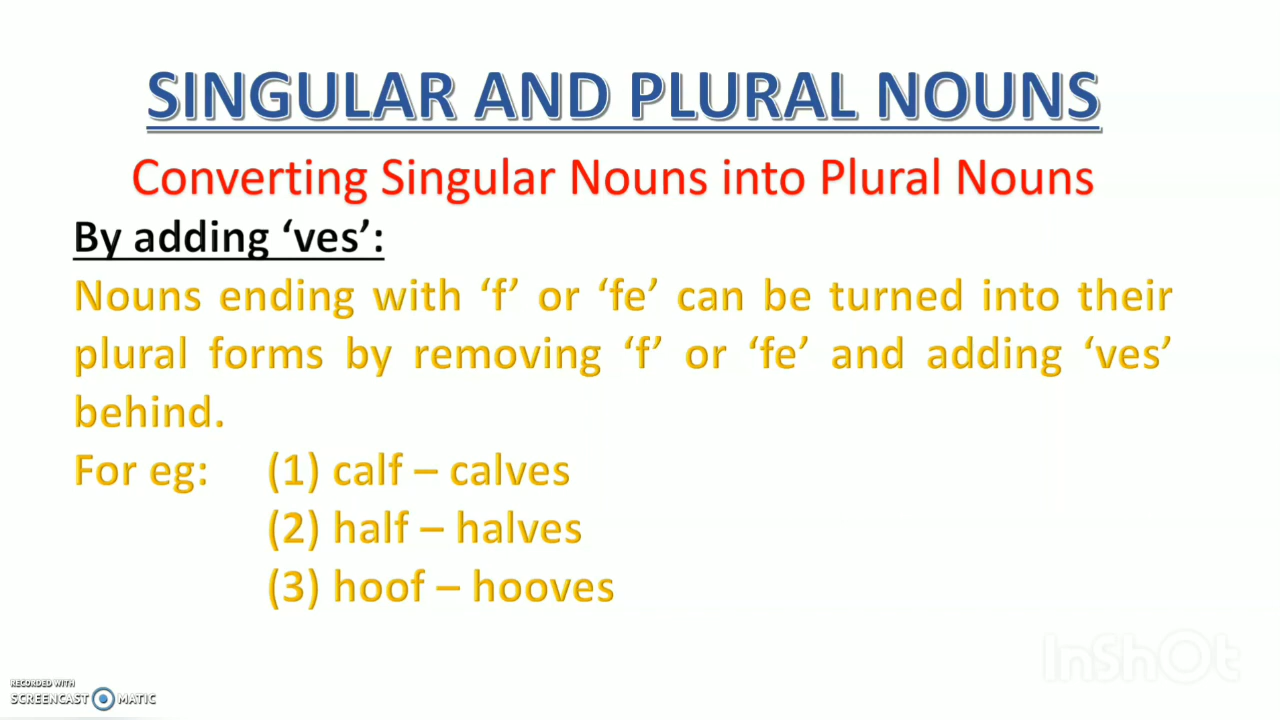 SINGULAR AND PLURAL NOUNS
Converting Singular Nouns into Plural Nouns
By adding ‘ves’:
Nouns ending with ‘f’ or ‘fe’ can be turned into their
plural forms by removing ‘f’ or ‘fe’ and adding ‘ves’
behind.
For eg: (1) calf – calves
(2) half – halves
(3) hoof – hooves
InShOt
RECORDED WITH
SCREENCAST MATIC